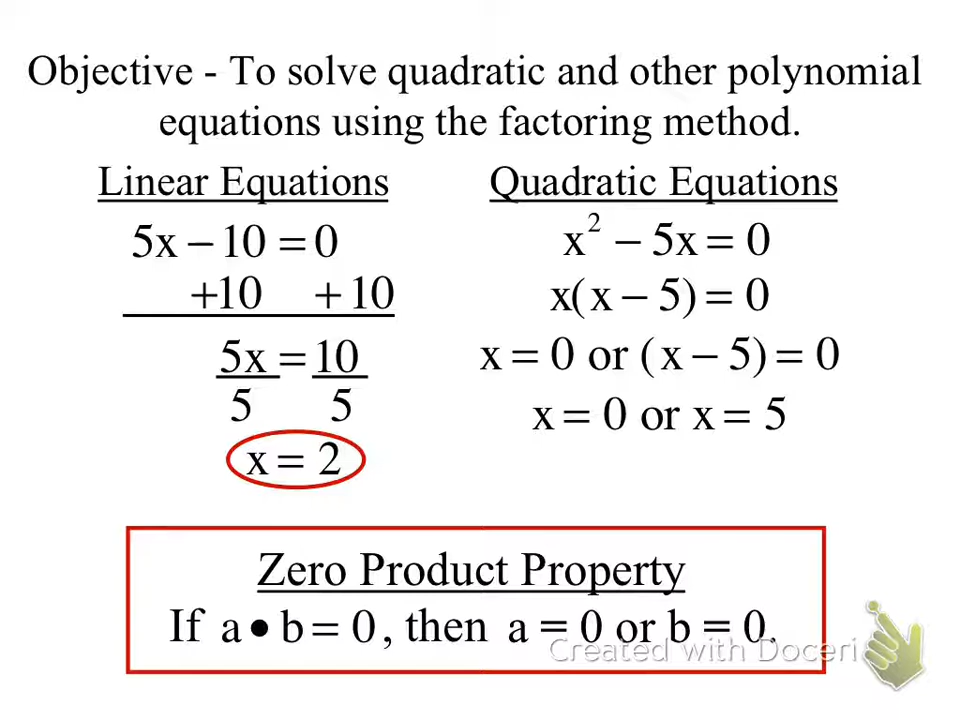 Objective - To solve quadratic and other polynomial
equations using the factoring method.
Linear Equations
5x − 10 = 0
+10 +10
5x = 10
5 5
x = 2
Quadratic Equations
x² − 5x = 0
x(x − 5) = 0
x = 0 or (x − 5) = 0
x = 0 or x = 5
Zero Product Property
If a • b = 0, then a = 0 or b = 0.
Created with Doceri